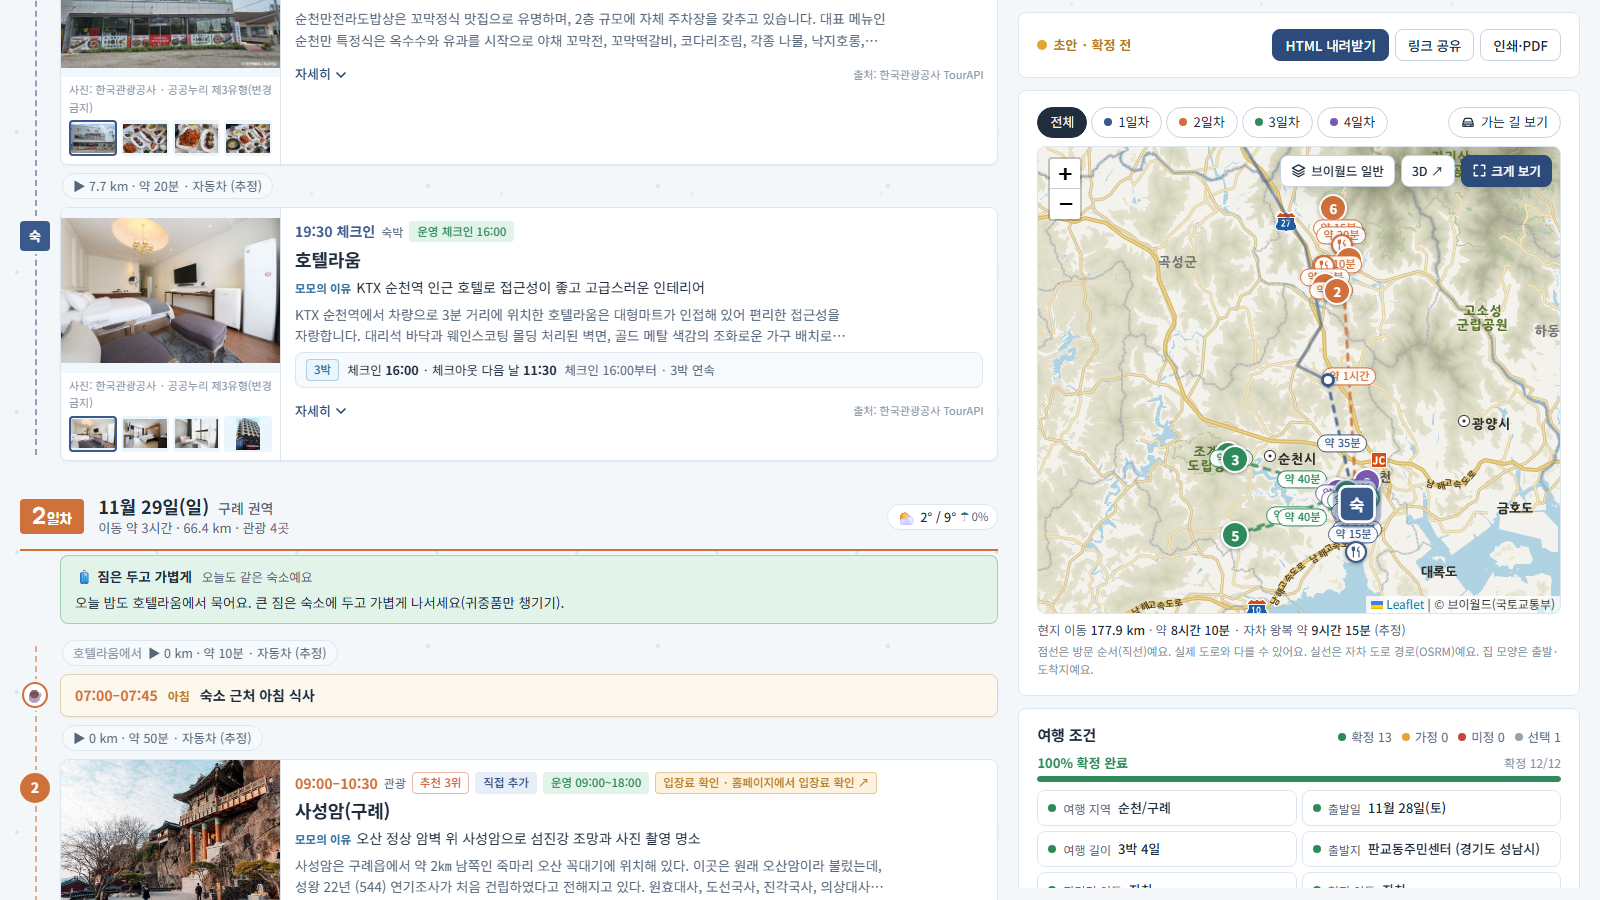 순천만전라도밥상은 꼬막정식 맛집으로 유명하며, 2층 규모에 자체 주차장을 갖추고 있습니다. 대표 메뉴인
순천만 특정식은 옥수수와 유과를 시작으로 야채 꼬막전, 꼬막떡갈비, 코다리조림, 각종 나물, 낙지호롱,…
자세히
출처: 한국관광공사 TourAPI
사진: 한국관광공사 · 공공누리 제3유형(변경
금지)
▶ 7.7 km · 약 20분 · 자동차 (추정)
숙
19:30 체크인 숙박 운영 체크인 16:00
호텔라움
모모의 이유 KTX 순천역 인근 호텔로 접근성이 좋고 고급스러운 인테리어
KTX 순천역에서 차량으로 3분 거리에 위치한 호텔라움은 대형마트가 인접해 있어 편리한 접근성을
자랑합니다. 대리석 바닥과 웨인스코팅 몰딩 처리된 벽면, 골드 메탈 색감의 조화로운 가구 배치로…
3박 체크인 16:00 · 체크아웃 다음 날 11:30 체크인 16:00부터 · 3박 연속
자세히
출처: 한국관광공사 TourAPI
사진: 한국관광공사 · 공공누리 제3유형(변경
금지)
2일차
11월 29일(일) 구례 권역
이동 약 3시간 · 66.4 km · 관광 4곳
2° / 9° ☂ 0%
짐은 두고 가볍게 오늘도 같은 숙소예요
오늘 밤도 호텔라움에서 묵어요. 큰 짐은 숙소에 두고 가볍게 나서세요(귀중품만 챙기기).
호텔라움에서 ▶ 0 km · 약 10분 · 자동차 (추정)
07:00–07:45 아침 숙소 근처 아침 식사
▶ 0 km · 약 50분 · 자동차 (추정)
2
09:00–10:30 관광 추천 3위 직접 추가 운영 09:00~18:00 입장료 확인 · 홈페이지에서 입장료 확인 ↗
사성암(구례)
모모의 이유 오산 정상 암벽 위 사성암으로 섬진강 조망과 사진 촬영 명소
사성암은 구례읍에서 약 2㎞ 남쪽인 죽마리 오산 꼭대기에 위치해 있다. 이곳은 원래 오산암이라 불렀는데,
성왕 22년 (544) 연기조사가 처음 건립하였다고 전해지고 있다. 원효대사, 도선국사, 진각국사, 의상대사…
초안 · 확정 전
HTML 내려받기
링크 공유
인쇄·PDF
전체
1일차
2일차
3일차
4일차
가는 길 보기
+
−
브이월드 일반
3D ↗
크게 보기
27
6
곡성군
2
고소성
군립공원
하동
약 1시간
광양시
약 35분
3
순천시
JC
약 40분
숙
약 40분
5
약 15분
금호도
대록도
남해고속도로
남해고속도로
남해고속도로
10
Leaflet | © 브이월드(국토교통부)
현지 이동 177.9 km · 약 8시간 10분 · 자차 왕복 약 9시간 15분 (추정)
점선은 방문 순서(직선)예요. 실제 도로와 다를 수 있어요. 실선은 자차 도로 경로(OSRM)예요. 집 모양은 출발·
도착지예요.
여행 조건
확정 13 가정 0 미정 0 선택 1
100% 확정 완료
확정 12/12
여행 지역 순천/구례
출발일 11월 28일(토)
여행 길이 3박 4일
출발지 판교동주민센터 (경기도 성남시)